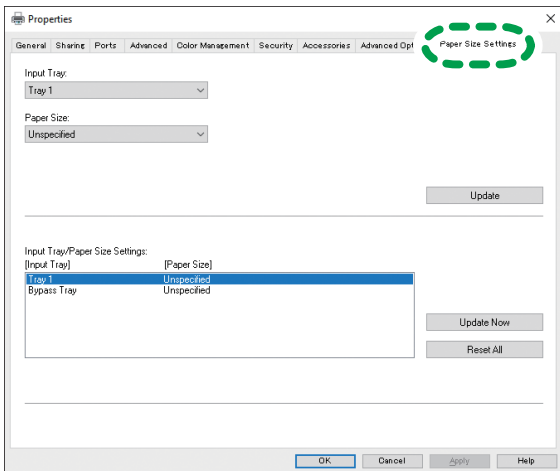 Properties
General Sharing Ports Advanced Color Management Security Accessories Advanced Opt Paper Size Settings
Input Tray:
Tray 1
Paper Size:
Unspecified
Update
Input Tray/Paper Size Settings:
[Input Tray] [Paper Size]
Tray 1 Unspecified
Bypass Tray Unspecified
Update Now
Reset All
OK Cancel Apply Help